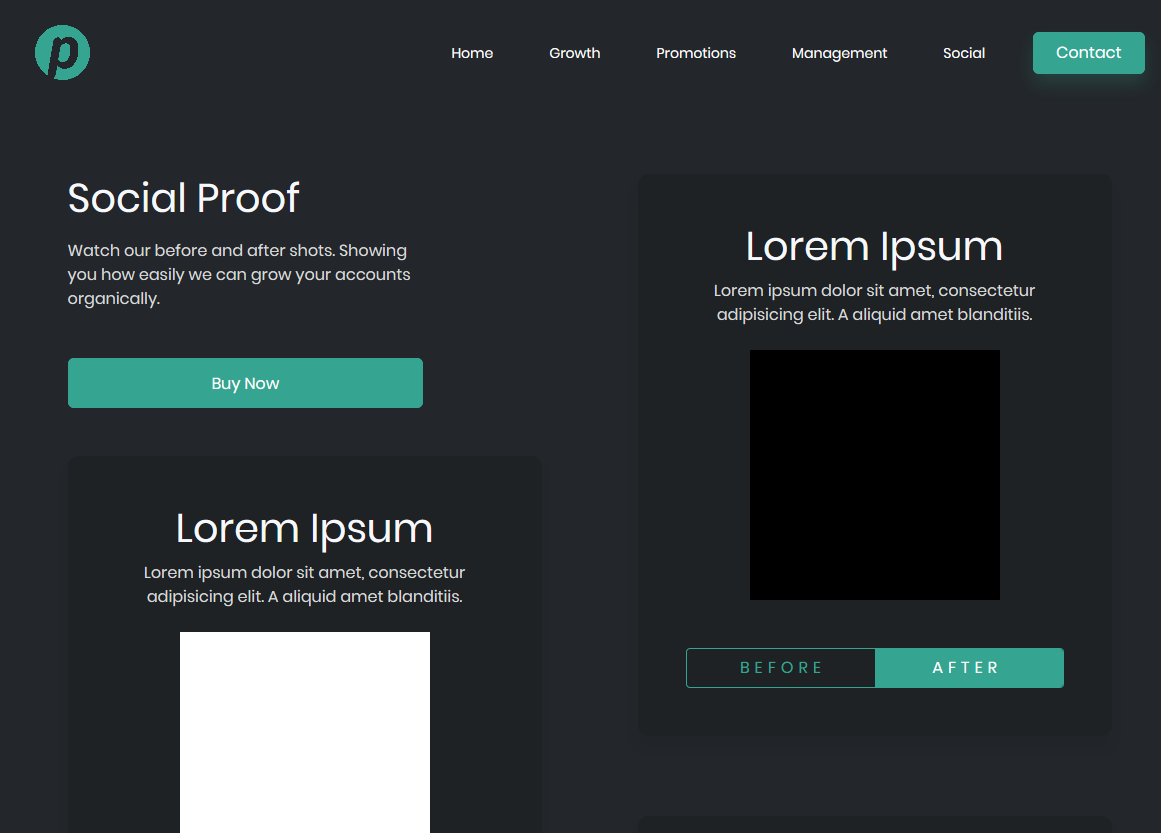 p
Home Growth Promotions Management Social Contact
Social Proof
Watch our before and after shots. Showing
you how easily we can grow your accounts
organically.
Buy Now
Lorem Ipsum
Lorem ipsum dolor sit amet, consectetur
adipisicing elit. A aliquid amet blanditiis.
Lorem Ipsum
Lorem ipsum dolor sit amet, consectetur
adipisicing elit. A aliquid amet blanditiis.
BEFORE AFTER